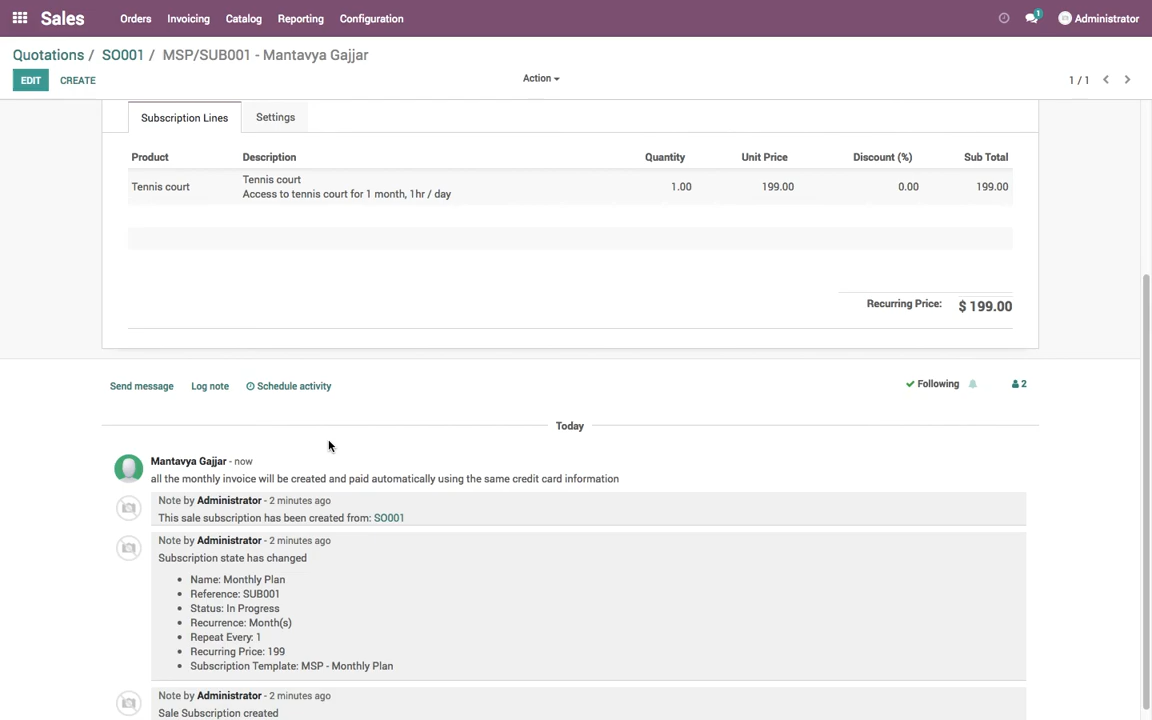 Sales Orders Invoicing Catalog Reporting Configuration 1 Administrator
Quotations / SO001 / MSP/SUB001 - Mantavya Gajjar
EDIT CREATE Action 1 / 1
Subscription Lines Settings
Product Description Quantity Unit Price Discount (%) Sub Total
Tennis court Tennis court 1.00 199.00 0.00 199.00
Access to tennis court for 1 month, 1hr / day
Recurring Price: $ 199.00
Send message Log note Schedule activity Following 2
Today
Mantavya Gajjar - now
all the monthly invoice will be created and paid automatically using the same credit card information
Note by Administrator - 2 minutes ago
This sale subscription has been created from: SO001
Note by Administrator - 2 minutes ago
Subscription state has changed
• Name: Monthly Plan
• Reference: SUB001
• Status: In Progress
• Recurrence: Month(s)
• Repeat Every: 1
• Recurring Price: 199
• Subscription Template: MSP - Monthly Plan
Note by Administrator - 2 minutes ago
Sale Subscription created